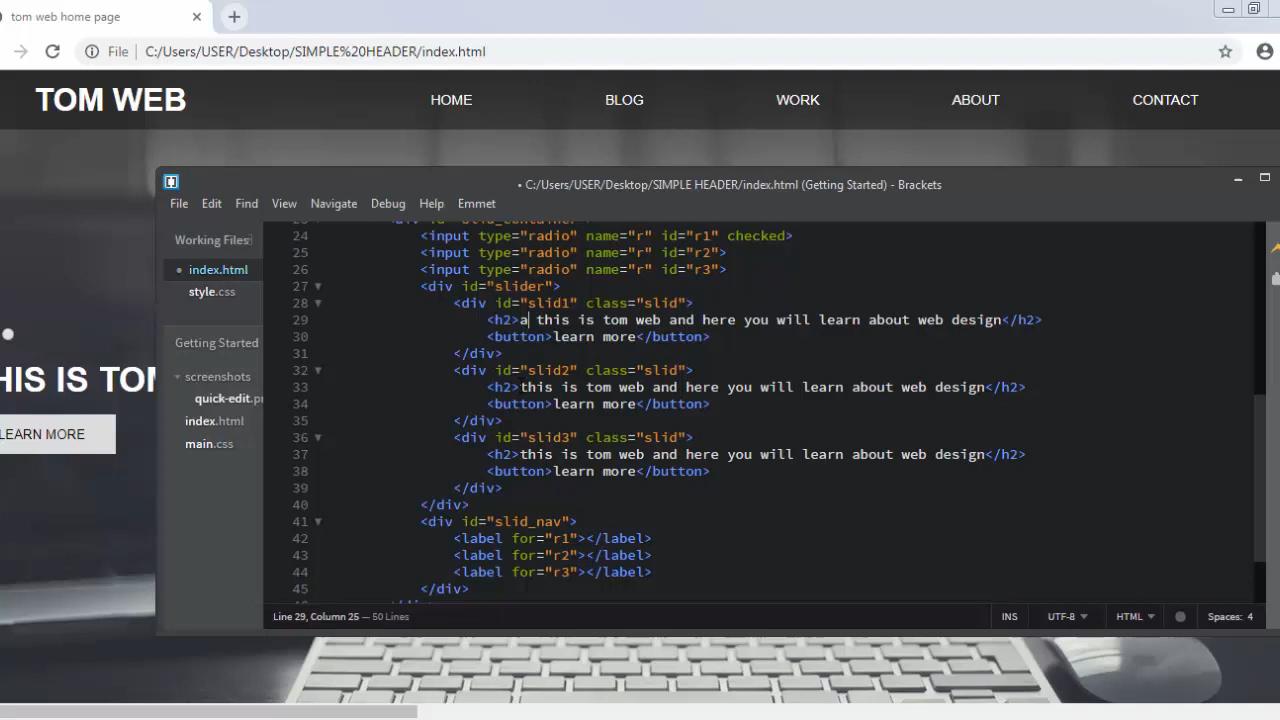 tom web home page
File C:/Users/USER/Desktop/SIMPLE%20HEADER/index.html
TOM WEB HOME BLOG WORK ABOUT CONTACT
• C:/Users/USER/Desktop/SIMPLE HEADER/index.html (Getting Started) - Brackets
File Edit Find View Navigate Debug Help Emmet
Working Files
index.html
style.css
Getting Started
screenshots
index.html
main.css
24 <input type="radio" name="r" id="r1" checked>
25 <input type="radio" name="r" id="r2">
26 <input type="radio" name="r" id="r3">
27 <div id="slider">
28 <div id="slid1" class="slid">
29 <h2>a this is tom web and here you will learn about web design</h2>
30 <button>learn more</button>
31 </div>
32 <div id="slid2" class="slid">
33 <h2>this is tom web and here you will learn about web design</h2>
34 <button>learn more</button>
35 </div>
36 <div id="slid3" class="slid">
37 <h2>this is tom web and here you will learn about web design</h2>
38 <button>learn more</button>
39 </div>
40 </div>
41 <div id="slid_nav">
42 <label for="r1"></label>
43 <label for="r2"></label>
44 <label for="r3"></label>
45 </div>
HIS IS TOM
LEARN MORE
Line 29, Column 25 — 50 Lines INS UTF-8 HTML Spaces: 4